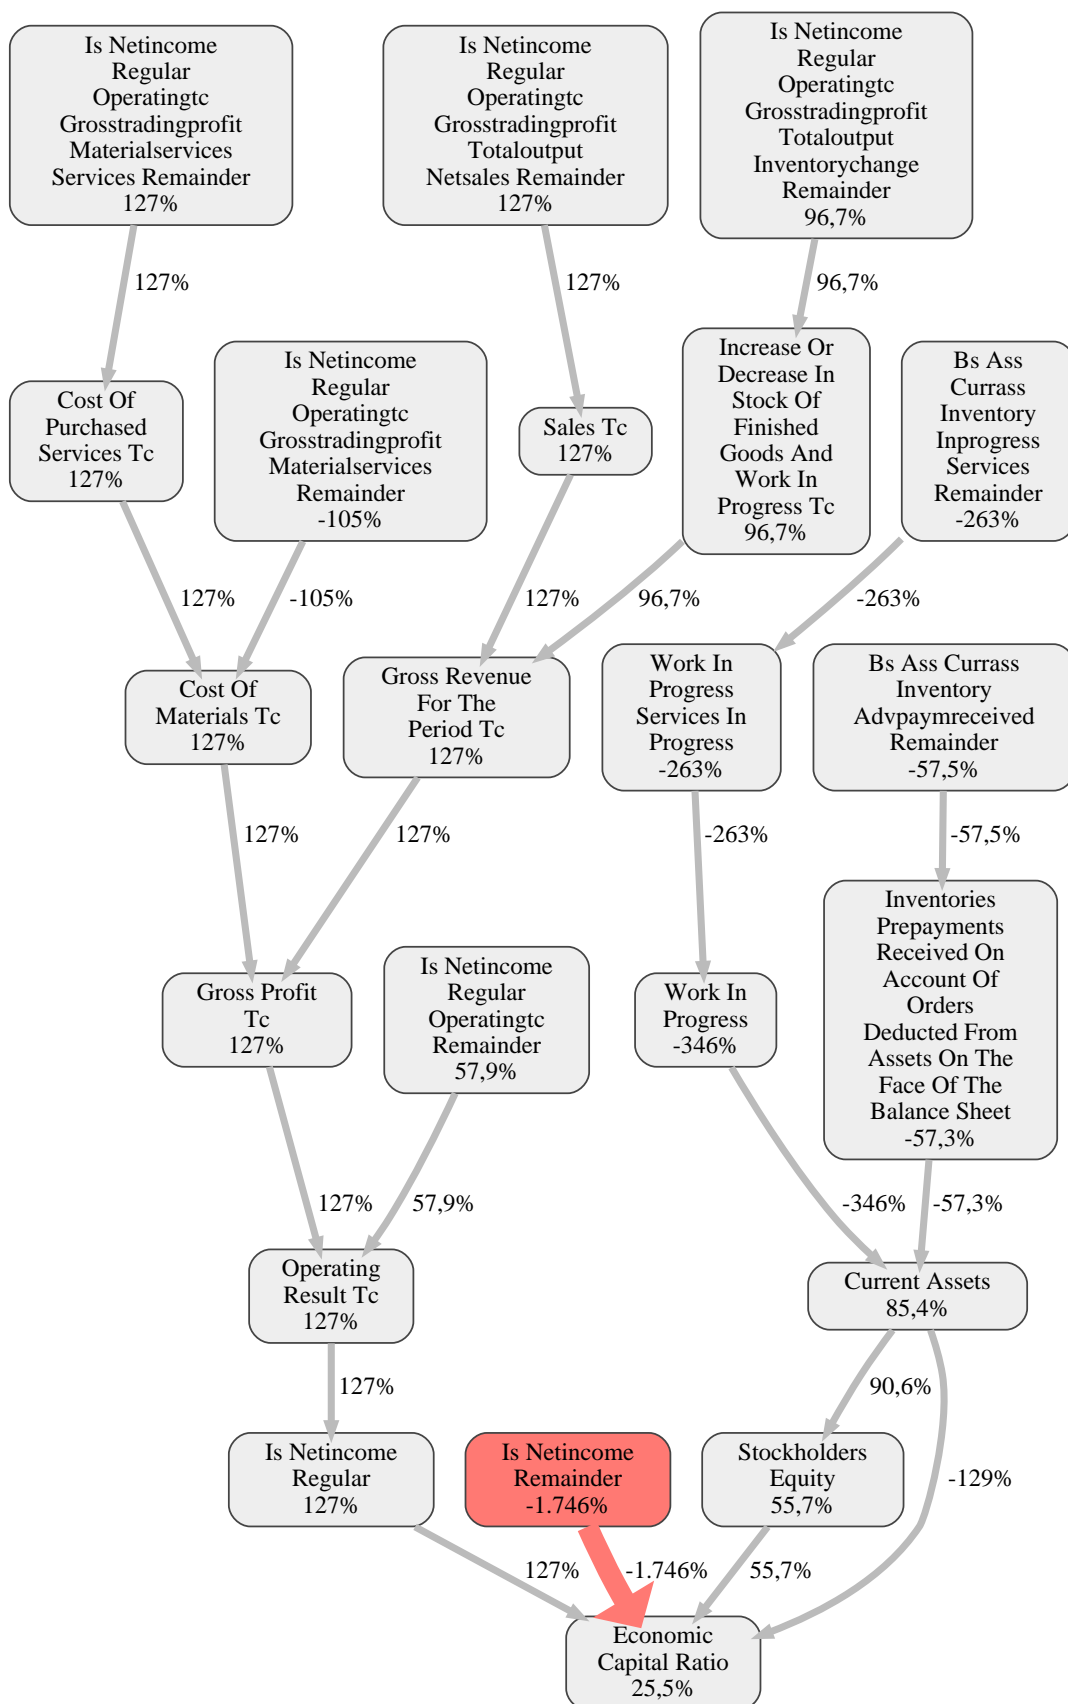 Is Netincome
Regular
Operatingtc
Grosstradingprofit
Materialservices
Services Remainder
127%
Is Netincome
Regular
Operatingtc
Grosstradingprofit
Totaloutput
Netsales Remainder
127%
Is Netincome
Regular
Operatingtc
Grosstradingprofit
Totaloutput
Inventorychange
Remainder
96,7%
127%
127%
96,7%
Cost Of
Purchased
Services Tc
127%
Is Netincome
Regular
Operatingtc
Grosstradingprofit
Materialservices
Remainder
-105%
Sales Tc
127%
Increase Or
Decrease In
Stock Of
Finished
Goods And
Work In
Progress Tc
96,7%
Bs Ass
Currass
Inventory
Inprogress
Services
Remainder
-263%
127%
-105%
127%
96,7%
-263%
Cost Of
Materials Tc
127%
Gross Revenue
For The
Period Tc
127%
Work In
Progress
Services In
Progress
-263%
Bs Ass Currass
Inventory
Advpaymreceived
Remainder
-57,5%
127%
127%
-263%
-57,5%
Gross Profit
Tc
127%
Is Netincome
Regular
Operatingtc
Remainder
57,9%
Work In
Progress
-346%
Inventories
Prepayments
Received On
Account Of
Orders
Deducted From
Assets On The
Face Of The
Balance Sheet
-57,3%
127%
57,9%
-346%
-57,3%
Operating
Result Tc
127%
Current Assets
85,4%
127%
90,6%
-129%
Is Netincome
Regular
127%
Is Netincome
Remainder
-1.746%
Stockholders
Equity
55,7%
127%
-1.746%
55,7%
Economic
Capital Ratio
25,5%